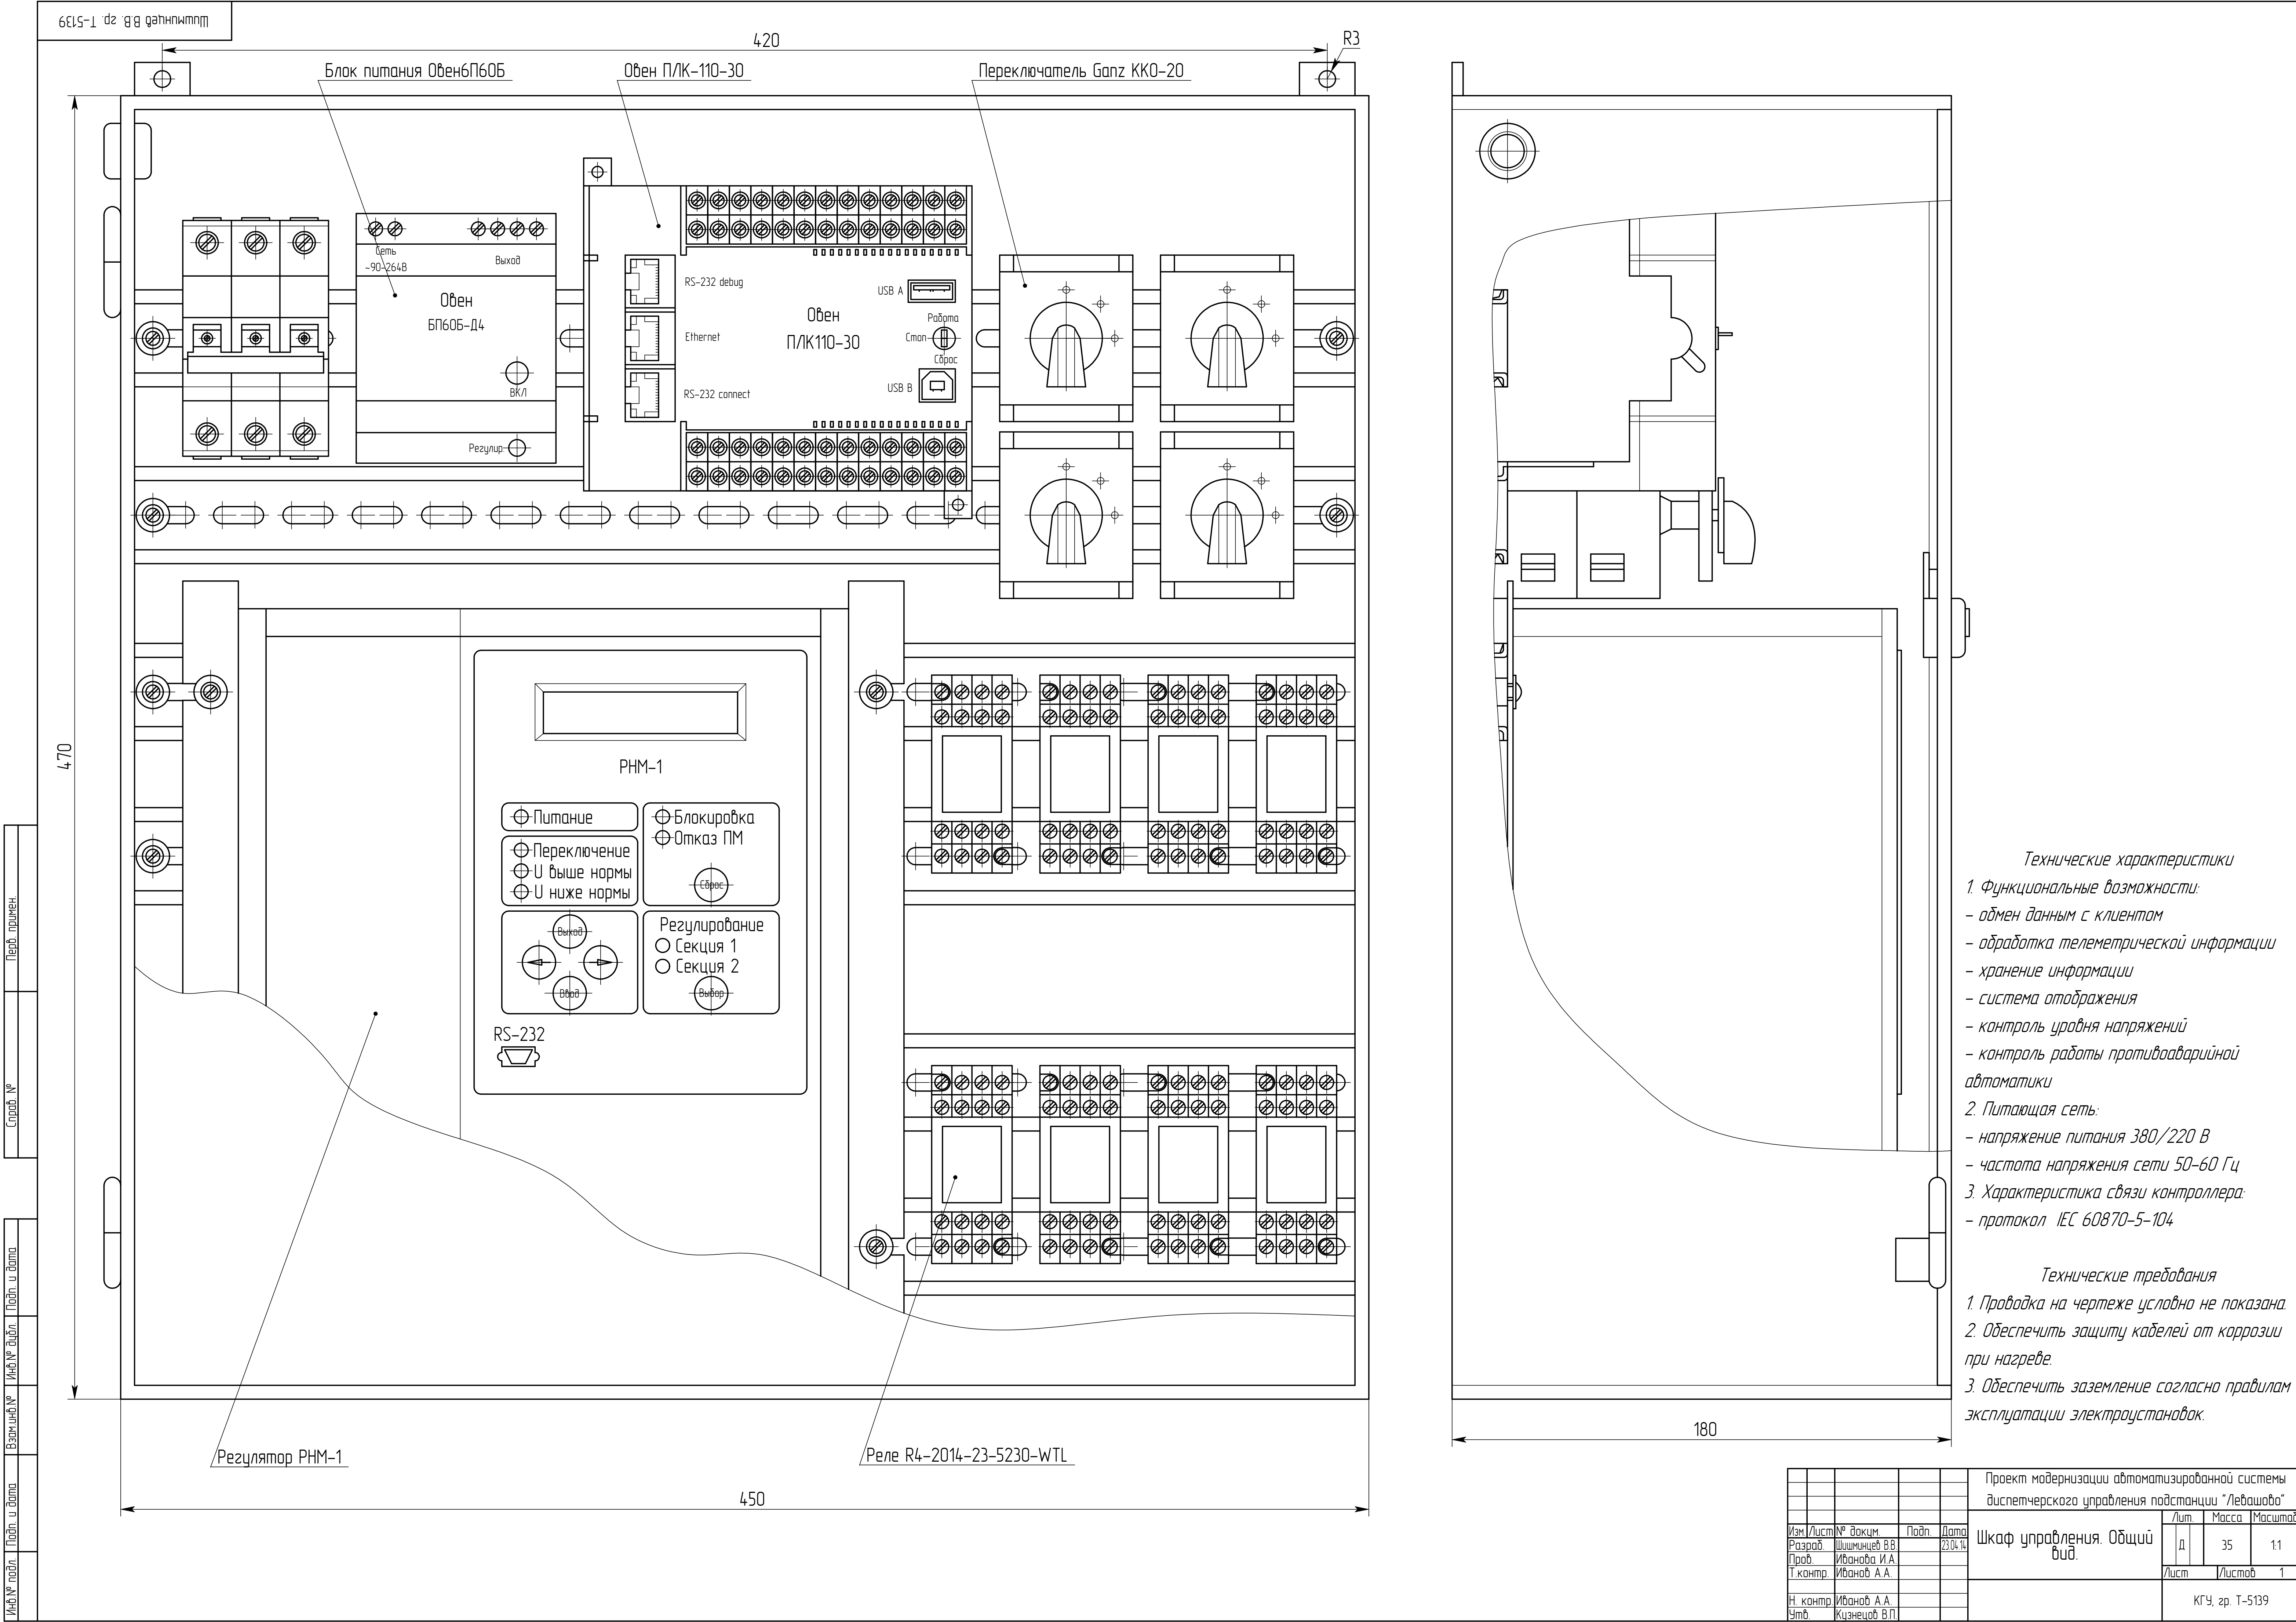 Шишминцев В.В. гр. Т-5139
420
R3
Блок питания Овен6П60Б
Овен ПЛК-110-30
Переключатель Ganz KKO-20
Сеть
~90-264В
Выход
Овен
БП60Б-Д4
ВКЛ
Регулир.
RS-232 debug
Ethernet
RS-232 connect
USB A
Овен
ПЛК110-30
Работа
Стоп
Сброс
USB B
470
РНМ-1
Питание
Переключение
U выше нормы
U ниже нормы
Блокировка
Отказ ПМ
Сброс
Выход
Ввод
Регулирование
Секция 1
Секция 2
Выбор
RS-232
Регулятор РНМ-1
Реле R4-2014-23-5230-WTL
450
180
Технические характеристики
1. Функциональные возможности:
- обмен данным с клиентом
- обработка телеметрической информации
- хранение информации
- система отображения
- контроль уровня напряжений
- контроль работы противоаварийной
автоматики
2. Питающая сеть:
- напряжение питания 380/220 В
- частота напряжения сети 50-60 Гц
3. Характеристика связи контроллера:
- протокол IEC 60870-5-104
Технические требования
1. Проводка на чертеже условно не показана.
2. Обеспечить защиту кабелей от коррозии
при нагреве.
3. Обеспечить заземление согласно правилам
эксплуатации электроустановок.
Перв. примен.
Справ. №
Подп. и дата
Инв.№ дубл.
Взам.инв.№
Подп. и дата
Инв.№ подл.
Проект модернизации автоматизированной системы
диспетчерского управления подстанции "Левашово"
Изм. Лист № докум. Подп. Дата
Разраб. Шишминцев В.В. 23.04.14
Пров. Иванова И.А.
Т.контр. Иванов А.А.
Н. контр. Иванов А.А.
Утв. Кузнецов В.П.
Шкаф управления. Общий
вид.
Лит. Масса Масштаб
Д 35 1:1
Лист Листов 1
КГУ, гр. Т-5139